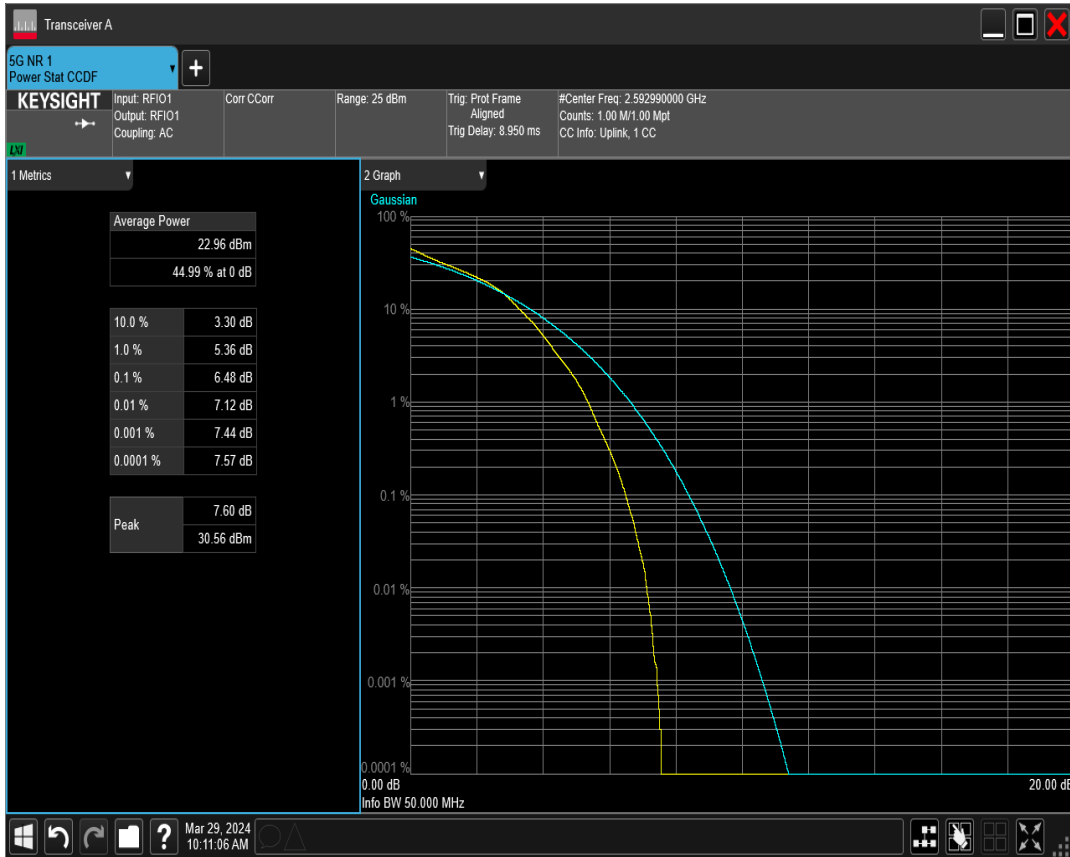 Transceiver A
5G NR 1
Power Stat CCDF
KEYSIGHT
LXI
Input: RFIO1
Output: RFIO1
Coupling: AC
Corr CCorr
Range: 25 dBm
Trig: Prot Frame
Aligned
Trig Delay: 8.950 ms
#Center Freq: 2.592990000 GHz
Counts: 1.00 M/1.00 Mpt
CC Info: Uplink, 1 CC
1 Metrics
Average Power
22.96 dBm
44.99 % at 0 dB
10.0 % 3.30 dB
1.0 % 5.36 dB
0.1 % 6.48 dB
0.01 % 7.12 dB
0.001 % 7.44 dB
0.0001 % 7.57 dB
Peak 7.60 dB
30.56 dBm
2 Graph
Gaussian
100 %
10 %
1 %
0.1 %
0.01 %
0.001 %
0.0001 %
0.00 dB 20.00 dB
Info BW 50.000 MHz
?
Mar 29, 2024
10:11:06 AM